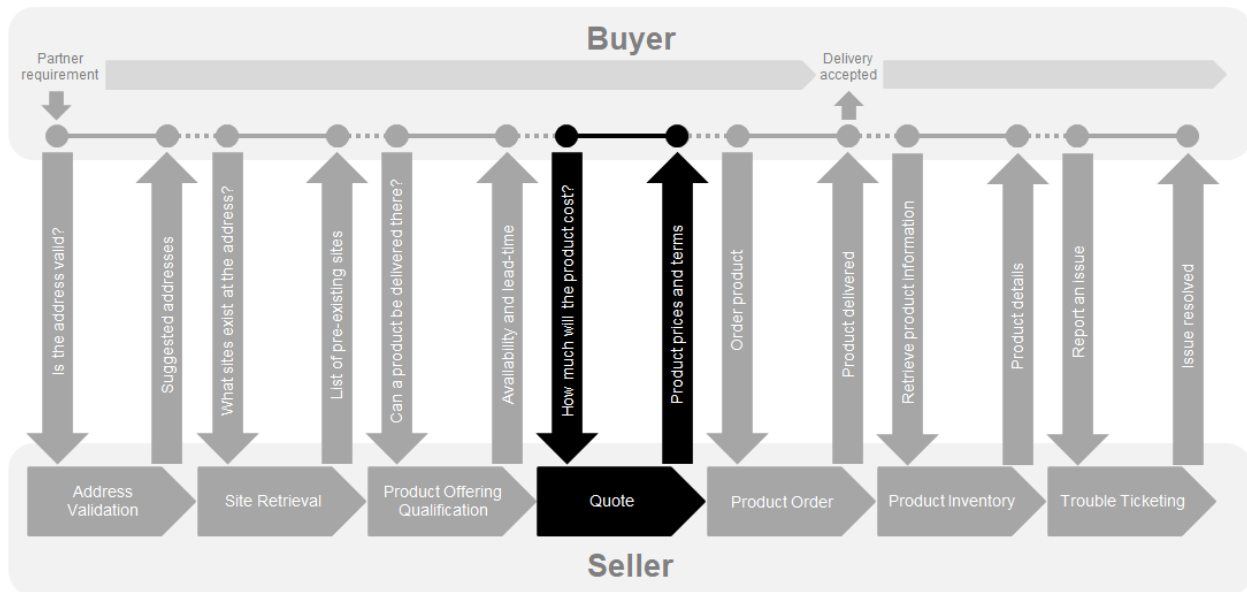 Buyer
Partner
requirement
Delivery
accepted
Is the address valid?
Suggested addresses
What sites exist at the address?
List of pre-existing sites
Can a product be delivered there?
Availability and lead-time
How much will the product cost?
Product prices and terms
Order product
Product delivered
Retrieve product information
Product details
Report an issue
Issue resolved
Address
Validation
Site Retrieval
Product Offering
Qualification
Quote
Product Order
Product Inventory
Trouble Ticketing
Seller